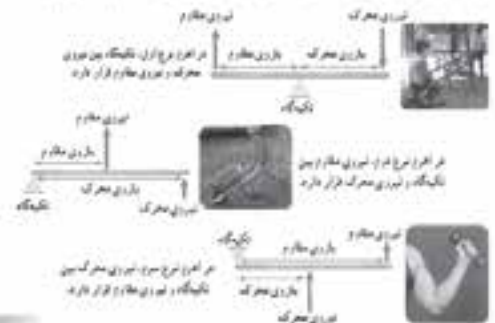 نیروی مقاوم
نیروی محرک
در اهرم نوع اول، تکیه‌گاه بین نیروی
محرک و نیروی مقاوم قرار دارد.
بازوی مقاوم
بازوی محرک
تکیه‌گاه
نیروی مقاوم
بازوی مقاوم
بازوی محرک
نیروی محرک
تکیه‌گاه
در اهرم نوع دوم، نیروی مقاوم بین
تکیه‌گاه و نیروی محرک قرار دارد.
تکیه‌گاه
نیروی مقاوم
بازوی مقاوم
در اهرم نوع سوم، نیروی محرک بین
تکیه‌گاه و نیروی مقاوم قرار دارد.
بازوی محرک
نیروی محرک